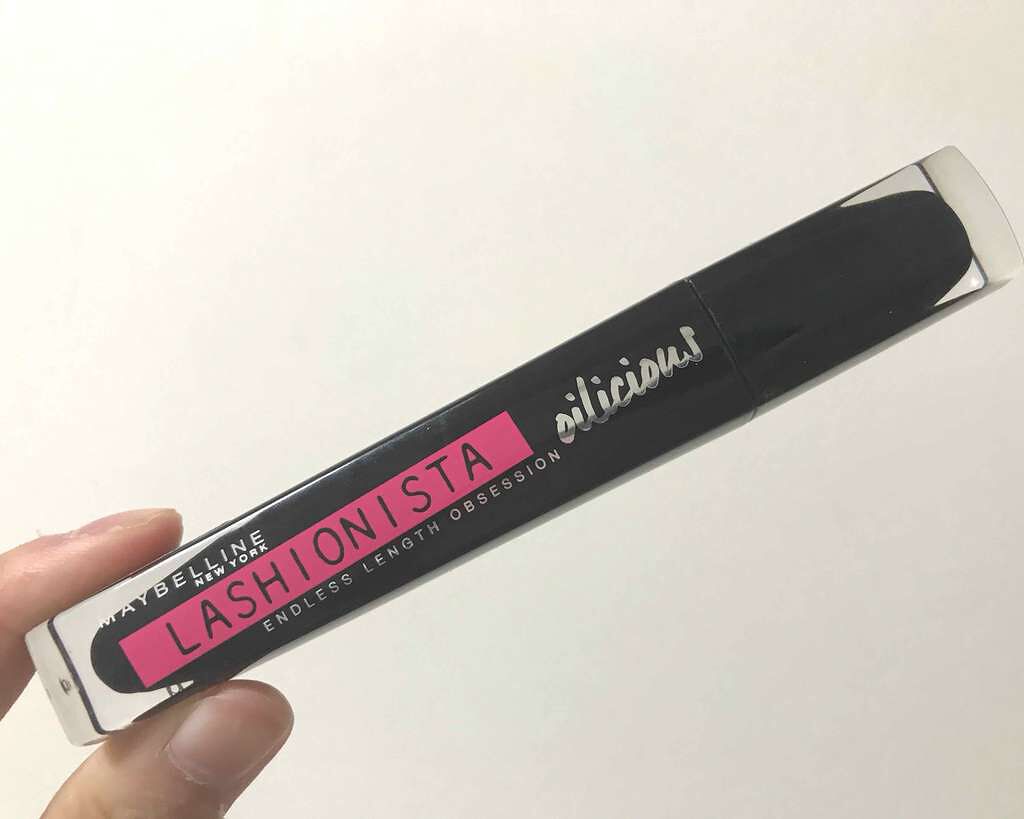 MAYBELLINE
NEW YORK
LASHIONISTA
oilicious
ENDLESS LENGTH OBSESSION